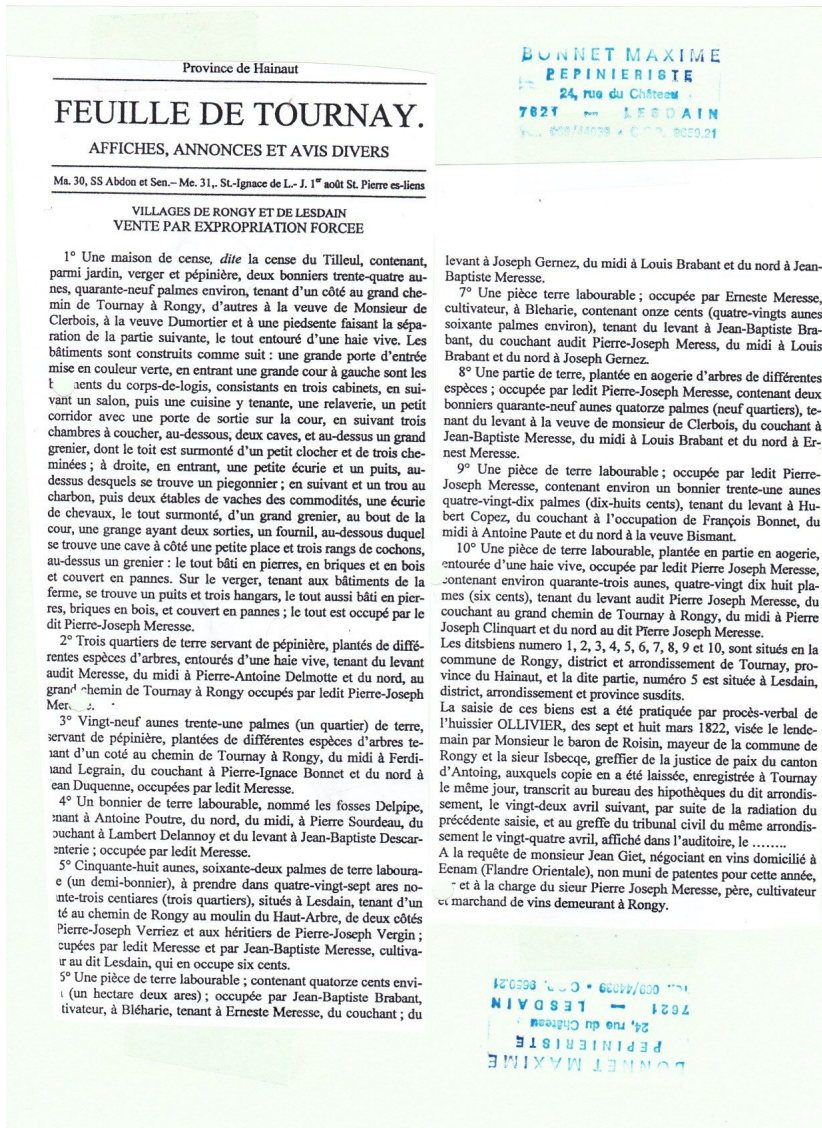 Province de Hainaut
FEUILLE DE TOURNAY.
AFFICHES, ANNONCES ET AVIS DIVERS
Ma. 30, SS Abdon et Sen.– Me. 31,. St.-Ignace de L.- J. 1er août St. Pierre es-liens
VILLAGES DE RONGY ET DE LESDAIN
VENTE PAR EXPROPRIATION FORCEE
1° Une maison de cense, dite la cense du Tilleul, contenant,
parmi jardin, verger et pépinière, deux bonniers trente-quatre au-
nes, quarante-neuf palmes environ, tenant d'un côté au grand che-
min de Tournay à Rongy, d'autres à la veuve de Monsieur de
Clerbois, à la veuve Dumortier et à une piedsente faisant la sépa-
ration de la partie suivante, le tout entouré d'une haie vive. Les
bâtiments sont construits comme suit : une grande porte d'entrée
mise en couleur verte, en entrant une grande cour à gauche sont les
b ments du corps-de-logis, consistants en trois cabinets, en sui-
vant un salon, puis une cuisine y tenante, une relaverie, un petit
corridor avec une porte de sortie sur la cour, en suivant trois
chambres à coucher, au-dessous, deux caves, et au-dessus un grand
grenier, dont le toit est surmonté d'un petit clocher et de trois che-
minées ; à droite, en entrant, une petite écurie et un puits, au-
dessus desquels se trouve un piegonnier ; en suivant et un trou au
charbon, puis deux étables de vaches des commodités, une écurie
de chevaux, le tout surmonté, d'un grand grenier, au bout de la
cour, une grange ayant deux sorties, un fournil, au-dessous duquel
se trouve une cave à côté une petite place et trois rangs de cochons,
au-dessus un grenier : le tout bâti en pierres, en briques et en bois
et couvert en pannes. Sur le verger, tenant aux bâtiments de la
ferme, se trouve un puits et trois hangars, le tout aussi bâti en pier-
res, briques en bois, et couvert en pannes ; le tout est occupé par le
dit Pierre-Joseph Meresse.
2° Trois quartiers de terre servant de pépinière, plantés de diffé-
rentes espèces d'arbres, entourés d'une haie vive, tenant du levant
audit Meresse, du midi à Pierre-Antoine Delmotte et du nord, au
grand chemin de Tournay à Rongy occupés par ledit Pierre-Joseph
Mer e.
3° Vingt-neuf aunes trente-une palmes (un quartier) de terre,
servant de pépinière, plantées de différentes espèces d'arbres te-
nant d'un coté au chemin de Tournay à Rongy, du midi à Ferdi-
nand Legrain, du couchant à Pierre-Ignace Bonnet et du nord à
ean Duquenne, occupées par ledit Meresse.
4° Un bonnier de terre labourable, nommé les fosses Delpipe,
enant à Antoine Poutre, du nord, du midi, à Pierre Sourdeau, du
ouchant à Lambert Delannoy et du levant à Jean-Baptiste Descar-
enterie ; occupée par ledit Meresse.
5° Cinquante-huit aunes, soixante-deux palmes de terre laboura-
e (un demi-bonnier), à prendre dans quatre-vingt-sept ares no-
nte-trois centiares (trois quartiers), situés à Lesdain, tenant d'un
té au chemin de Rongy au moulin du Haut-Arbre, de deux côtés
Pierre-Joseph Verriez et aux héritiers de Pierre-Joseph Vergin ;
cupées par ledit Meresse et par Jean-Baptiste Meresse, cultiva-
ur au dit Lesdain, qui en occupe six cents.
5° Une pièce de terre labourable ; contenant quatorze cents envi-
(un hectare deux ares) ; occupée par Jean-Baptiste Brabant,
tivateur, à Bléharie, tenant à Erneste Meresse, du couchant ; du
BONNET MAXIME
PEPINIERISTE
24, rue du Château
7621 — LESDAIN
069/44039 • C.C.P. 9650.21
levant à Joseph Gernez, du midi à Louis Brabant et du nord à Jean-
Baptiste Meresse.
7° Une pièce terre labourable ; occupée par Erneste Meresse,
cultivateur, à Bleharie, contenant onze cents (quatre-vingts aunes
soixante palmes environ), tenant du levant à Jean-Baptiste Bra-
bant, du couchant audit Pierre-Joseph Meress, du midi à Louis
Brabant et du nord à Joseph Gernez.
8° Une partie de terre, plantée en aogerie d'arbres de différentes
espèces ; occupée par ledit Pierre-Joseph Meresse, contenant deux
bonniers quarante-neuf aunes quatorze palmes (neuf quartiers), te-
nant du levant à la veuve de monsieur de Clerbois, du couchant à
Jean-Baptiste Meresse, du midi à Louis Brabant et du nord à Er-
nest Meresse.
9° Une pièce de terre labourable ; occupée par ledit Pierre-
Joseph Meresse, contenant environ un bonnier trente-une aunes
quatre-vingt-dix palmes (dix-huits cents), tenant du levant à Hu-
bert Copez, du couchant à l'occupation de François Bonnet, du
midi à Antoine Paute et du nord à la veuve Bismant.
10° Une pièce de terre labourable, plantée en partie en aogerie,
entourée d'une haie vive, occupée par ledit Pierre Joseph Meresse,
contenant environ quarante-trois aunes, quatre-vingt dix huit pla-
mes (six cents), tenant du levant audit Pierre Joseph Meresse, du
couchant au grand chemin de Tournay à Rongy, du midi à Pierre
Joseph Clinquart et du nord au dit Pierre Joseph Meresse.
Les ditsbiens numero 1, 2, 3, 4, 5, 6, 7, 8, 9 et 10, sont situés en la
commune de Rongy, district et arrondissement de Tournay, pro-
vince du Hainaut, et la dite partie, numéro 5 est située à Lesdain,
district, arrondissement et province susdits.
La saisie de ces biens est a été pratiquée par procès-verbal de
l'huissier OLLIVIER, des sept et huit mars 1822, visée le lende-
main par Monsieur le baron de Roisin, mayeur de la commune de
Rongy et la sieur Isbecqe, greffier de la justice de paix du canton
d'Antoing, auxquels copie en a été laissée, enregistrée à Tournay
le même jour, transcrit au bureau des hipothèques du dit arrondis-
sement, le vingt-deux avril suivant, par suite de la radiation du
précédente saisie, et au greffe du tribunal civil du même arrondis-
sement le vingt-quatre avril, affiché dans l'auditoire, le ........
A la requête de monsieur Jean Giet, négociant en vins domicilié à
Eenam (Flandre Orientale), non muni de patentes pour cette année,
et à la charge du sieur Pierre Joseph Meresse, père, cultivateur
et marchand de vins demeurant à Rongy.
BONNET MAXIME
PEPINIERISTE
24, rue du Château
7621 — LESDAIN
069/44039 • C.C.P. 9650.21